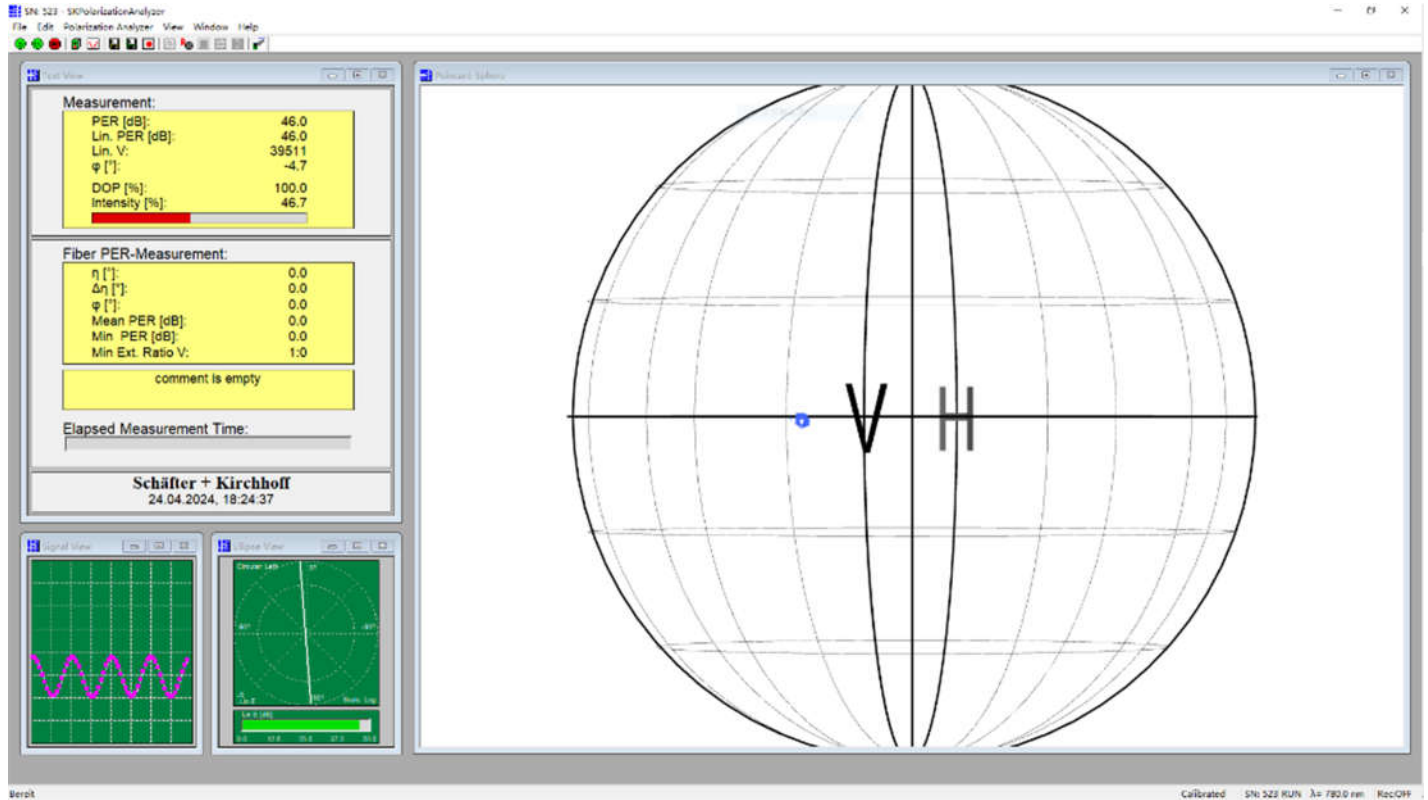 SN: 523 - SKPolarizationAnalyzer
File Edit Polarization Analyzer View Window Help
Text View
Measurement:
PER [dB]: 46.0
Lin. PER [dB]: 46.0
Lin. V: 39511
φ [°]: -4.7
DOP [%]: 100.0
Intensity [%]: 46.7
Fiber PER-Measurement:
η [°]: 0.0
Δη [°]: 0.0
φ [°]: 0.0
Mean PER [dB]: 0.0
Min PER [dB]: 0.0
Min Ext. Ratio V: 1:0
comment is empty
Elapsed Measurement Time:
Schäfter + Kirchhoff
24.04.2024, 18:24:37
Poincaré Sphere
V H
Signal View
Ellipse View
Circular Left
Bereit
Calibrated SN: 523 RUN λ= 780.0 nm Rec:OFF